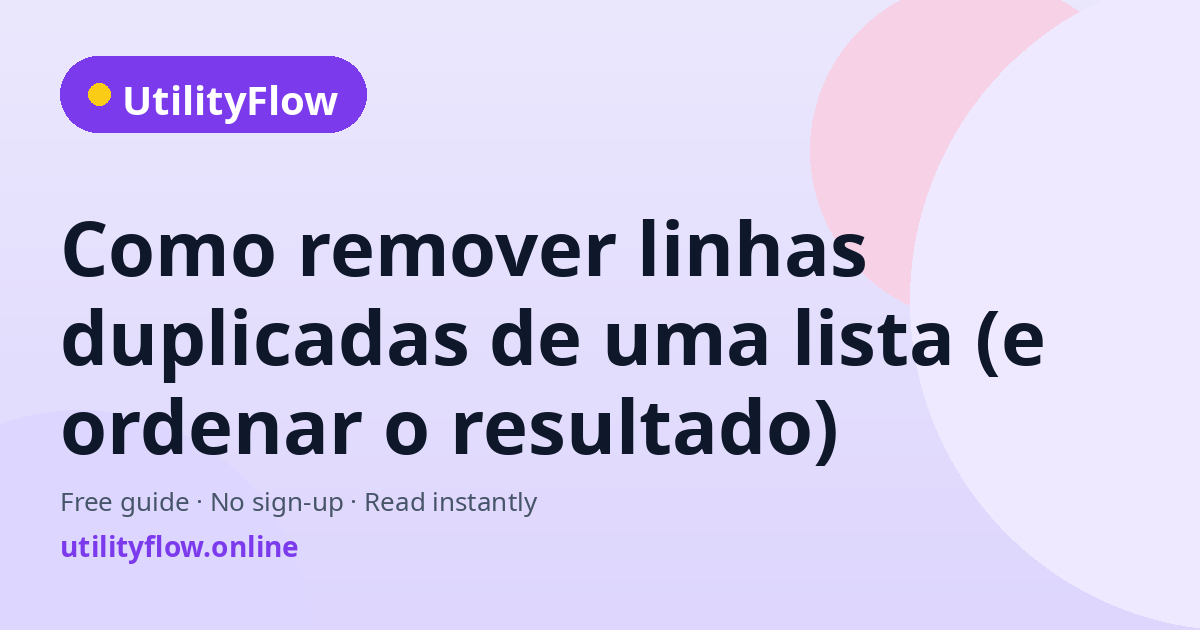 UtilityFlow
Como remover linhas
duplicadas de uma lista (e
ordenar o resultado)
Free guide · No sign-up · Read instantly
utilityflow.online